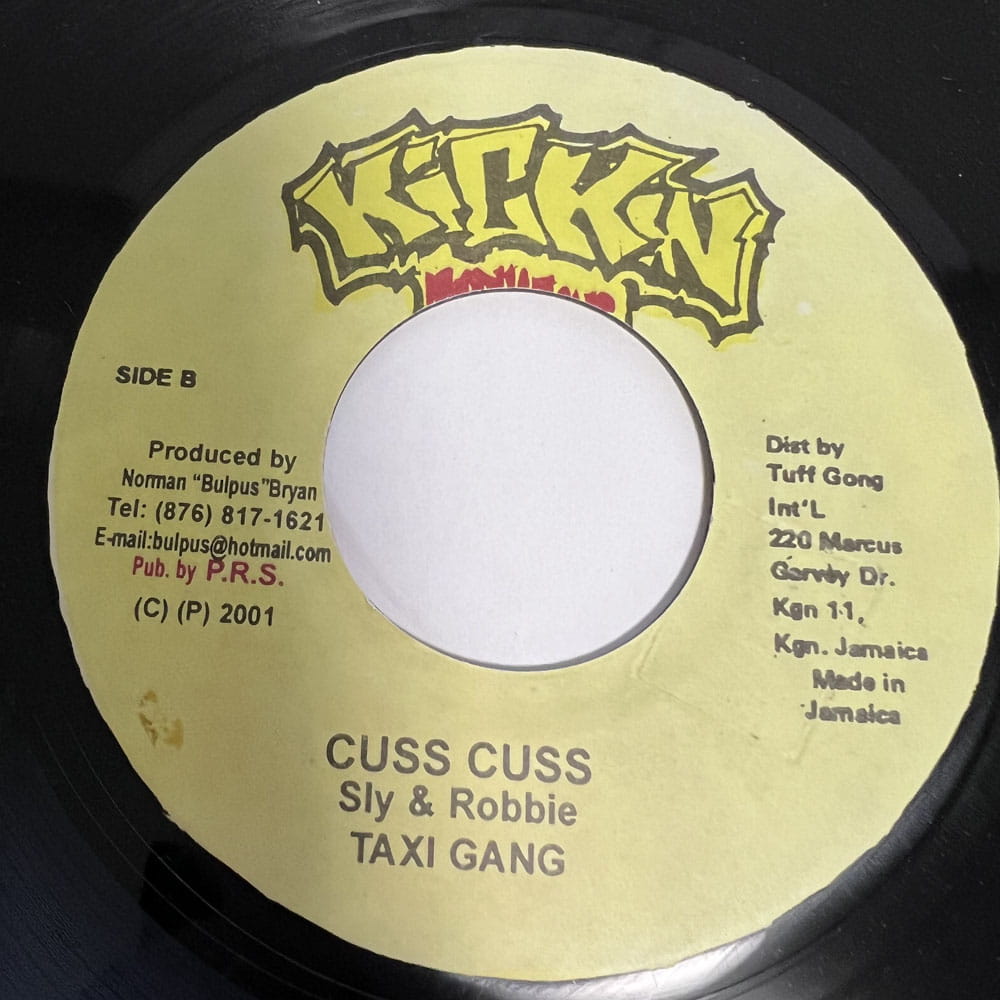 KiCKiN
SIDE B
Produced by
Norman "Bulpus"Bryan
Tel: (876) 817-1621
E-mail:bulpus@hotmail.com
Pub. by P.R.S.
(C) (P) 2001
Dist by
Tuff Gong
Int'L
220 Marcus
Garvey Dr.
Kgn 11,
Kgn. Jamaica
Made in
Jamaica
CUSS CUSS
Sly & Robbie
TAXI GANG